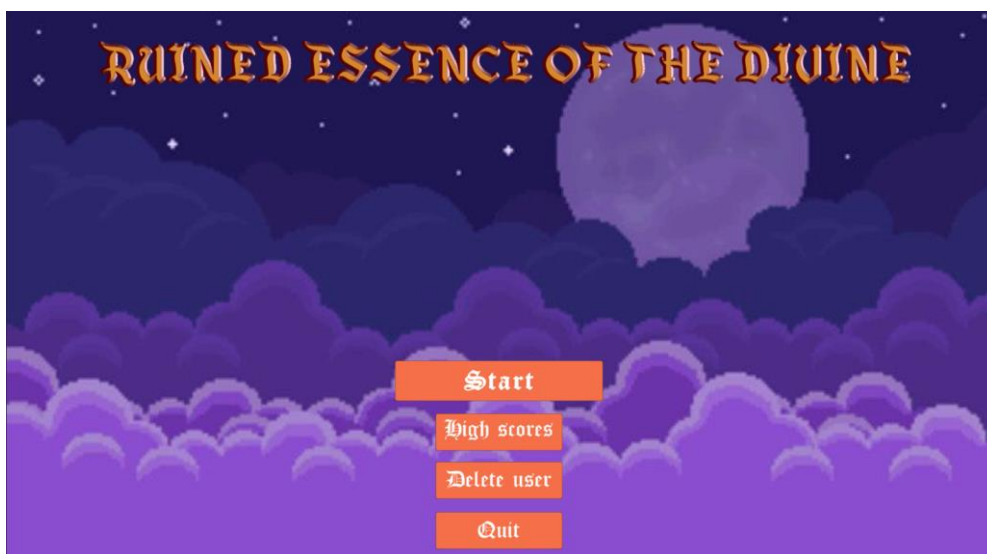 RUINED ESSENCE OF THE DIVINE
Start
High scores
Delete user
Quit